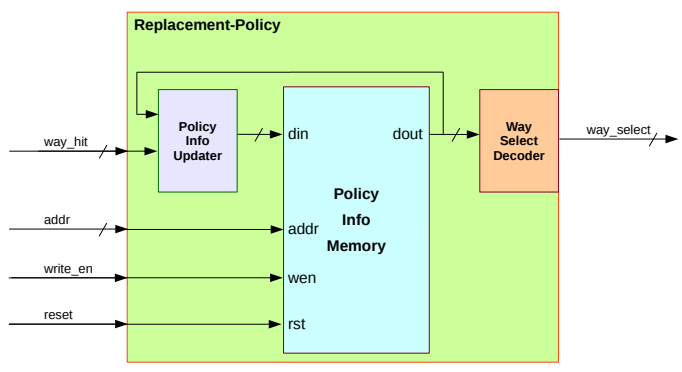 Replacement-Policy
Policy
Info
Updater
din
dout
Way
Select
Decoder
way_select
way_hit
Policy
Info
Memory
addr
addr
write_en
wen
reset
rst